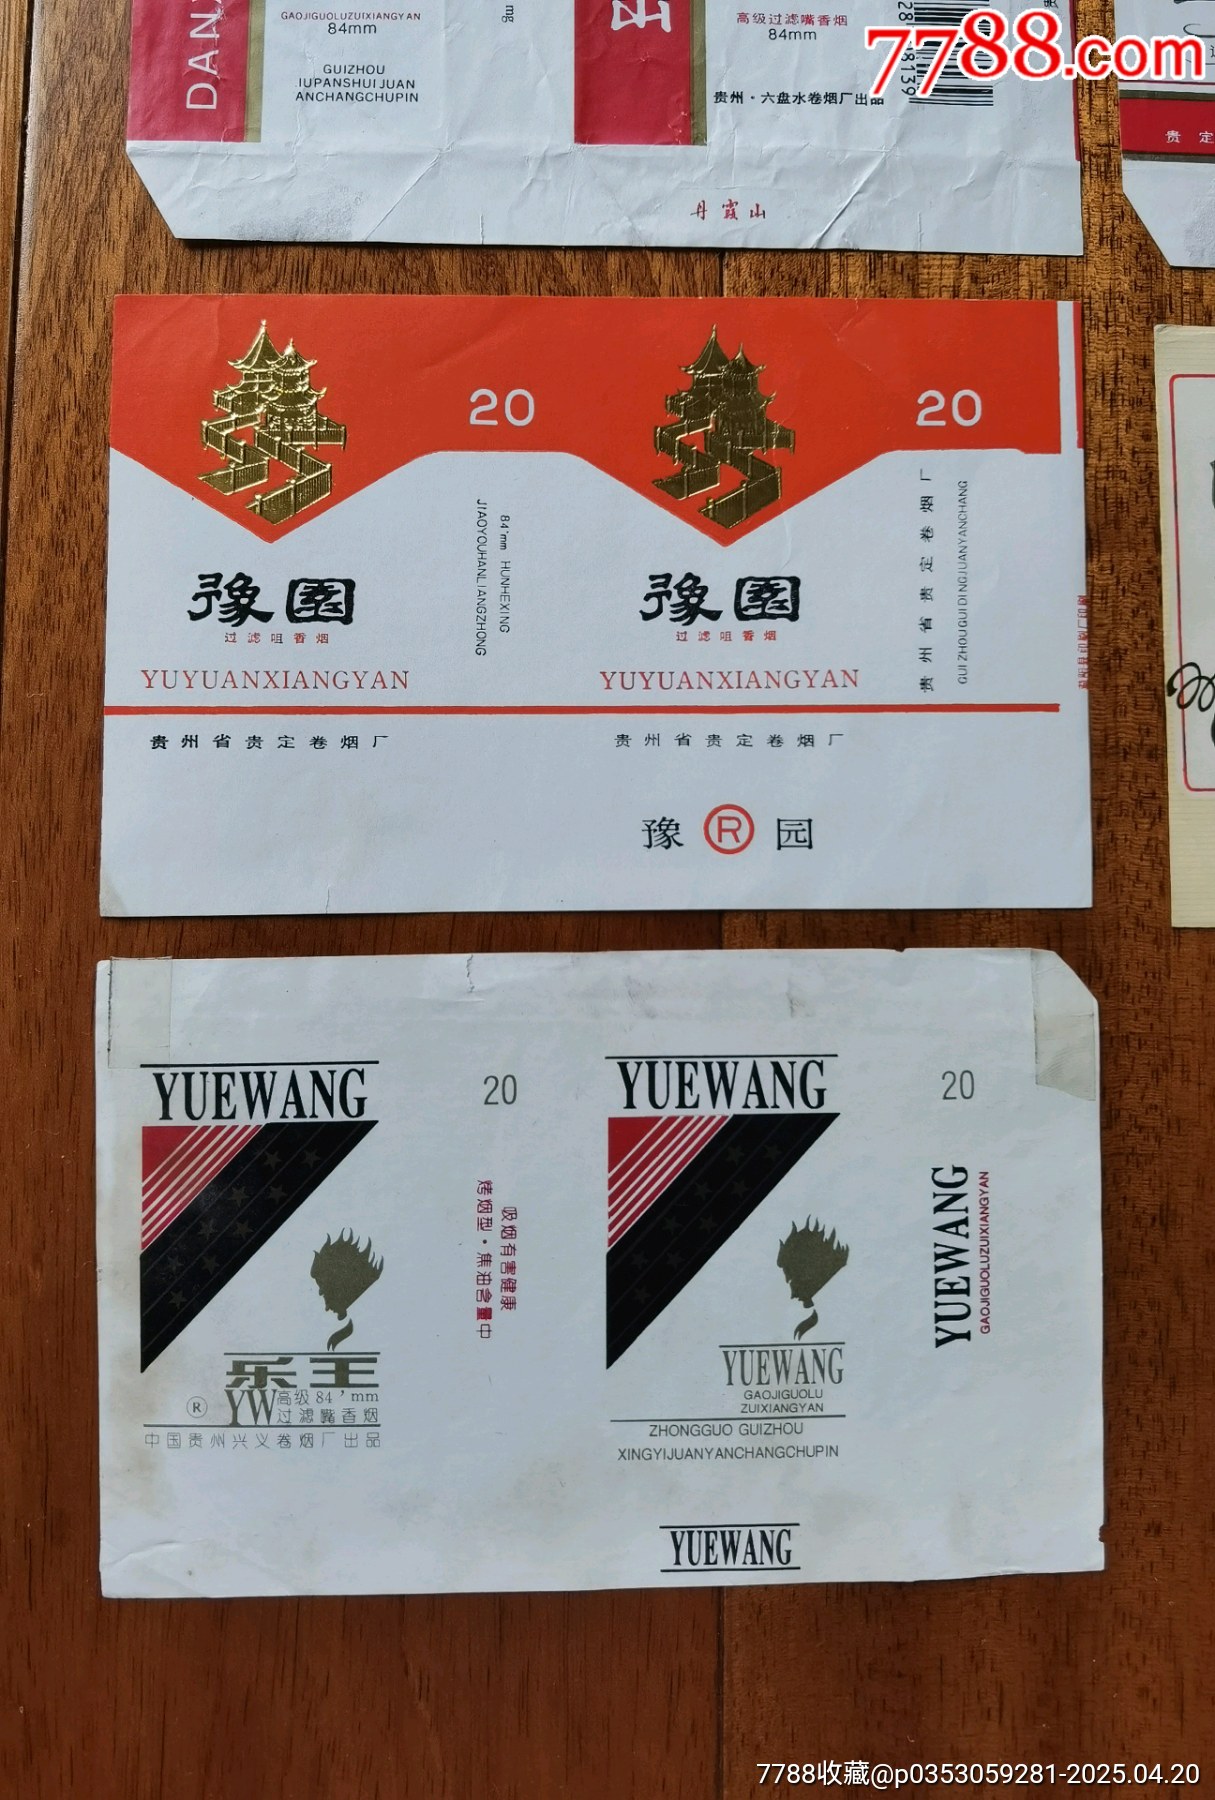 DANX
GAOJIGUOLUZUIXIANGYAN
84mm
GUIZHOU
IUPANSHUIJUAN
ANCHANGCHUPIN
mg
高级过滤嘴香烟
84mm
贵州·六盘水卷烟厂出品
丹霞山
7788.com
贵定
20
20
豫園
过滤咀香烟
YUYUANXIANGYAN
贵州省贵定卷烟厂
84'mm HUNHEXING
JIAOYOUHANLIANGZHONG
豫園
过滤咀香烟
YUYUANXIANGYAN
贵州省贵定卷烟厂
贵州省贵定卷烟厂
GUIZHOUGUIDINGJUANYANCHANG
豫 R 园
YUEWANG
20
吸烟有害健康
烤烟型·焦油含量中
乐王
R YW 高级84'mm
过滤嘴香烟
中国贵州兴义卷烟厂出品
YUEWANG
20
YUEWANG
GAOJIGUOLUZUIXIANGYAN
YUEWANG
GAOJIGUOLU
ZUIXIANGYAN
ZHONGGUO GUIZHOU
XINGYIJUANYANCHANGCHUPIN
YUEWANG
7788收藏@p0353059281-2025.04.20